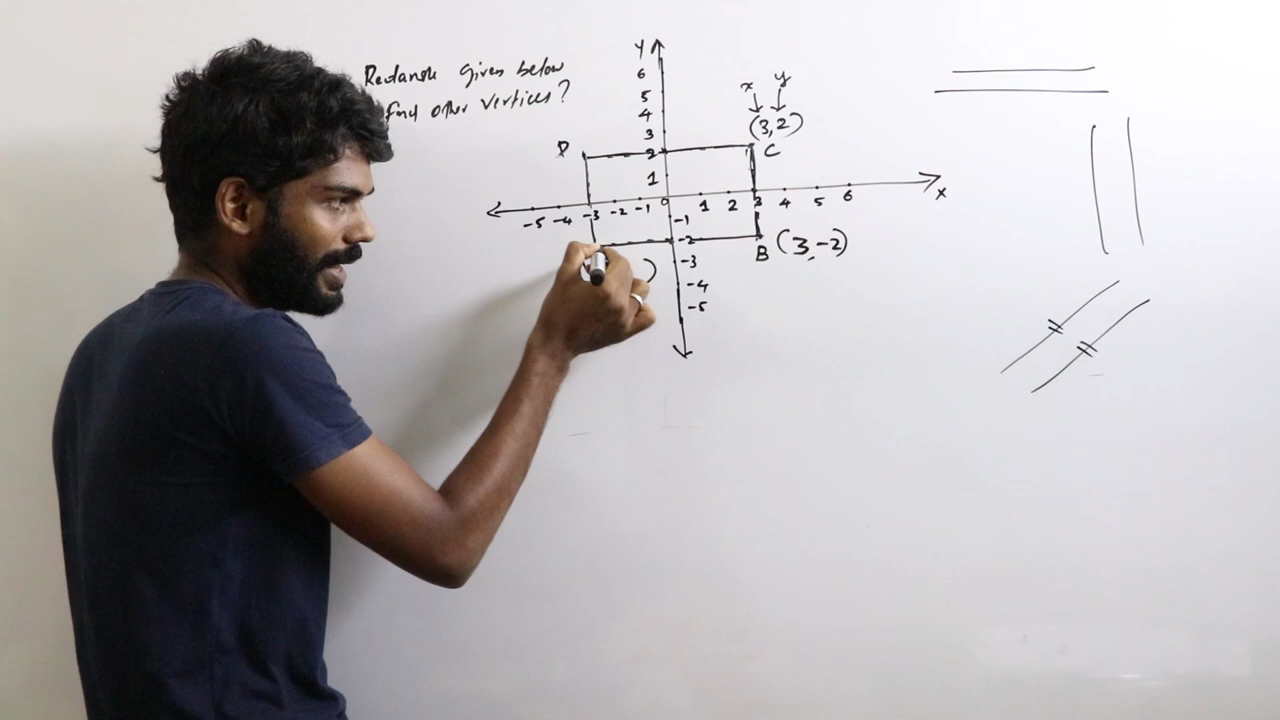 Rectangle given below
find other vertices?
Y
6
5
4
3
2
1
x y
(3,2)
D
C
-5 -4 -3 -2 -1 0 1 2 3 4 5 6
x
-1
-2
-3
-4
-5
B (3,-2)
( )